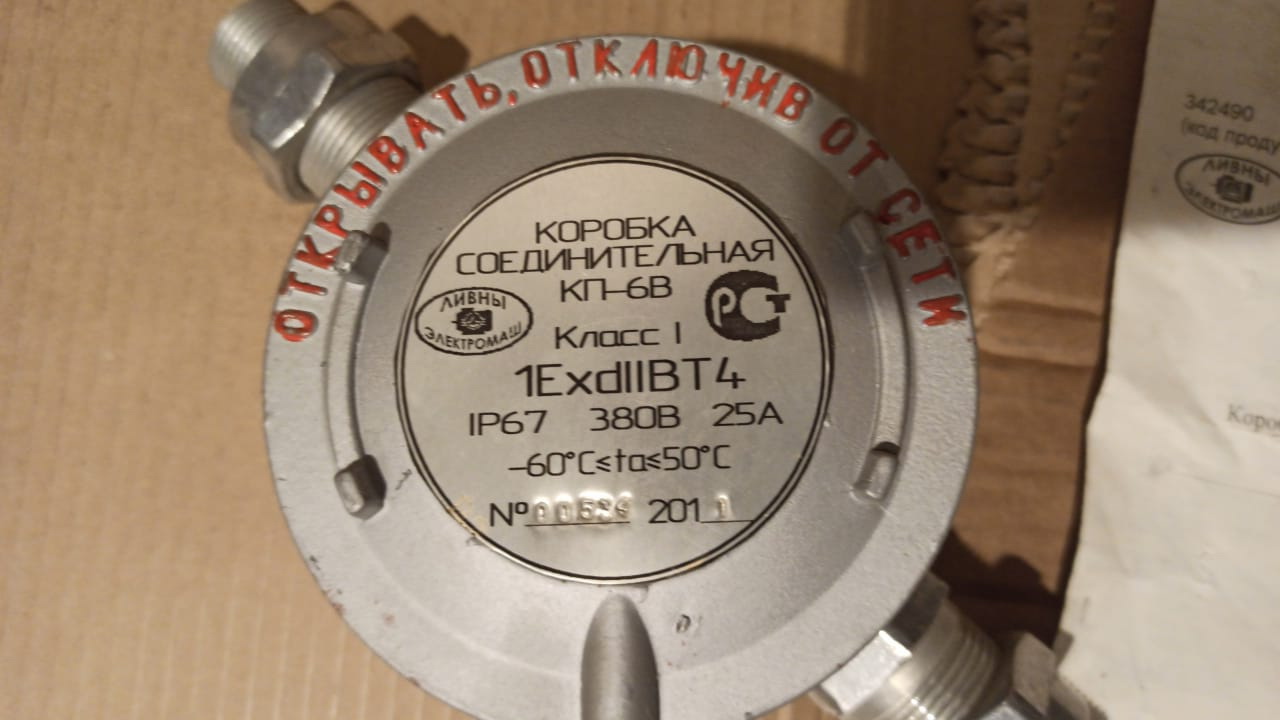 ОТКРЫВАТЬ, ОТКЛЮЧИВ ОТ СЕТИ
КОРОБКА
СОЕДИНИТЕЛЬНАЯ
КП-6В
ЛИВНЫ
ЭЛЕКТРОМАШ
РСТ
Класс I
1ExdIIBT4
IP67 380В 25А
-60°C≤ta≤50°C
№ 2011
342490
(код проду
ЛИВНЫ
ЭЛЕКТРОМАШ
Короб